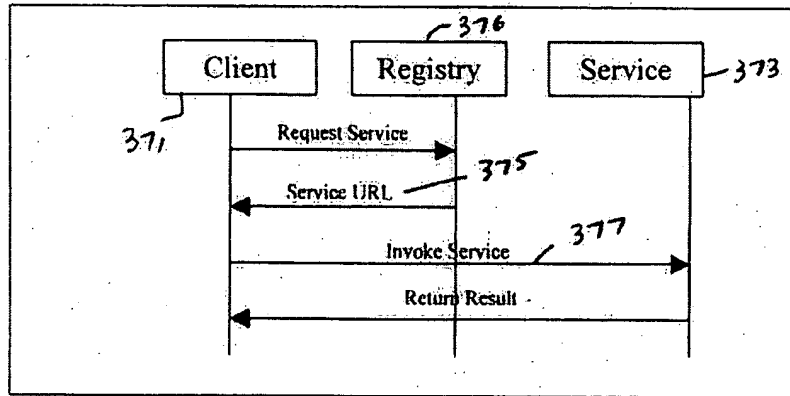 376
Client Registry Service
373
371
Request Service
375
Service URL
377
Invoke Service
Return Result